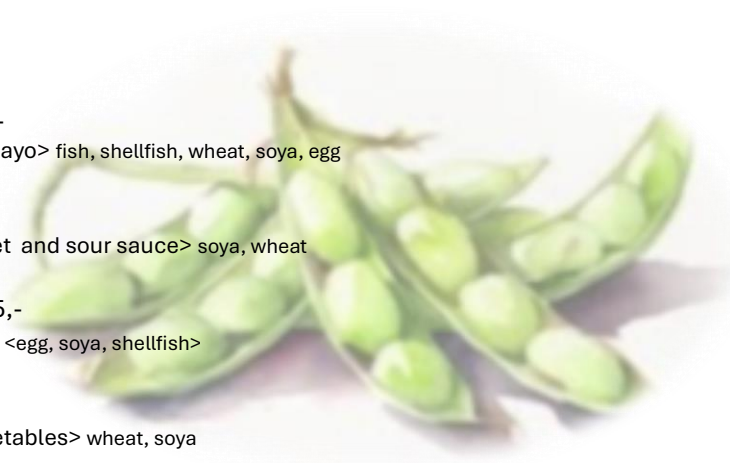 -
ayo> fish, shellfish, wheat, soya, egg
et and sour sauce> soya, wheat
5,-
<egg, soya, shellfish>
etables> wheat, soya